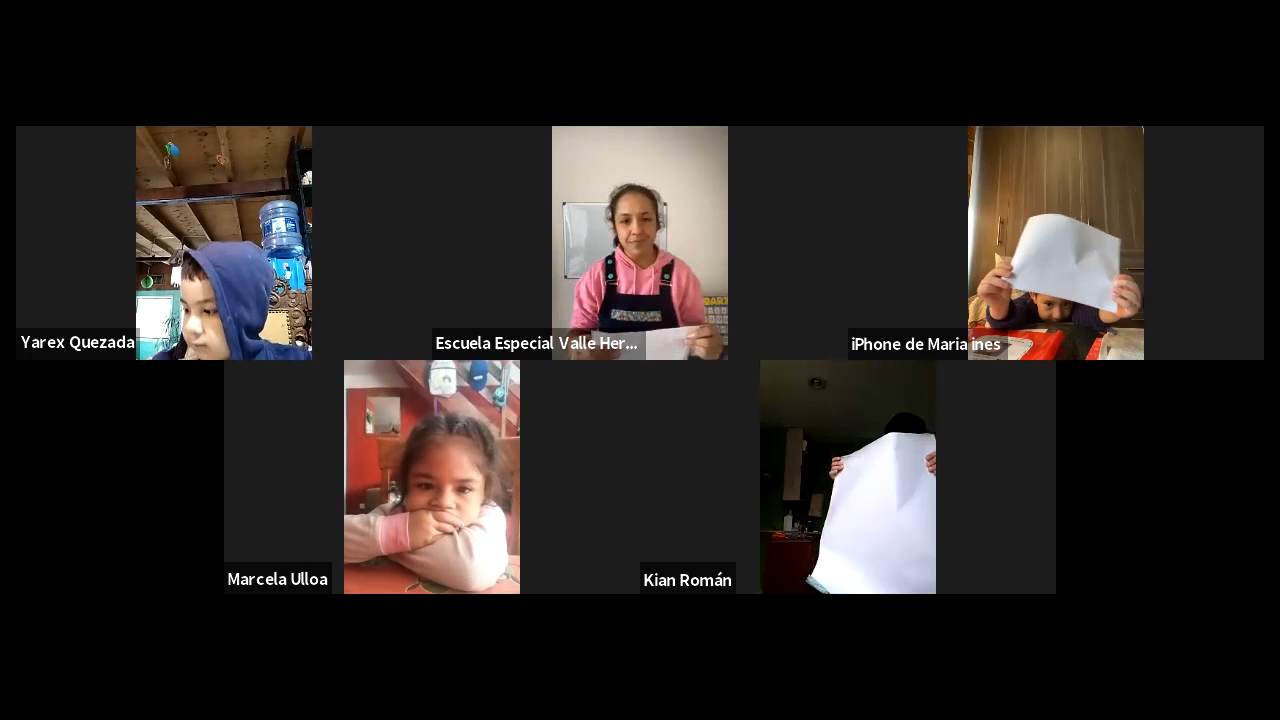 Yarex Quezada
Escuela Especial Valle Her...
iPhone de Maria ines
Marcela Ulloa
Kian Román